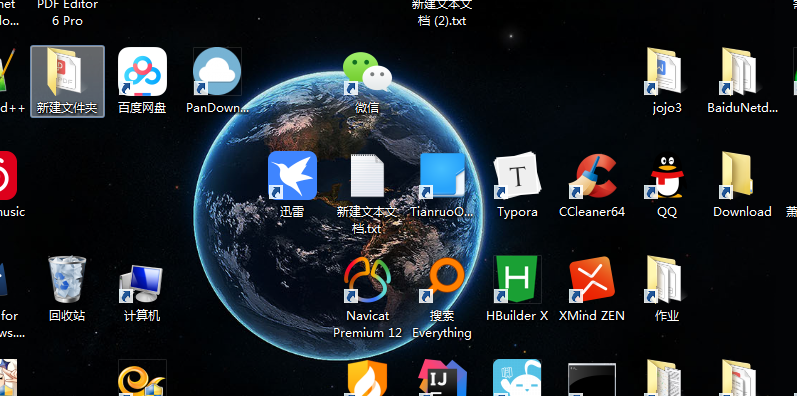 net
PDF Editor
新建文本文
do...
6 Pro
档 (2).txt
d++
新建文件夹
百度网盘
PanDown...
微信
jojo3
BaiduNetd...
music
迅雷
新建文本文
档.txt
TianruoO...
T
Typora
CCleaner64
QQ
Download
萧
for
ws....
回收站
计算机
Navicat
Premium 12
搜索
Everything
H
HBuilder X
XMind ZEN
作业
IJ